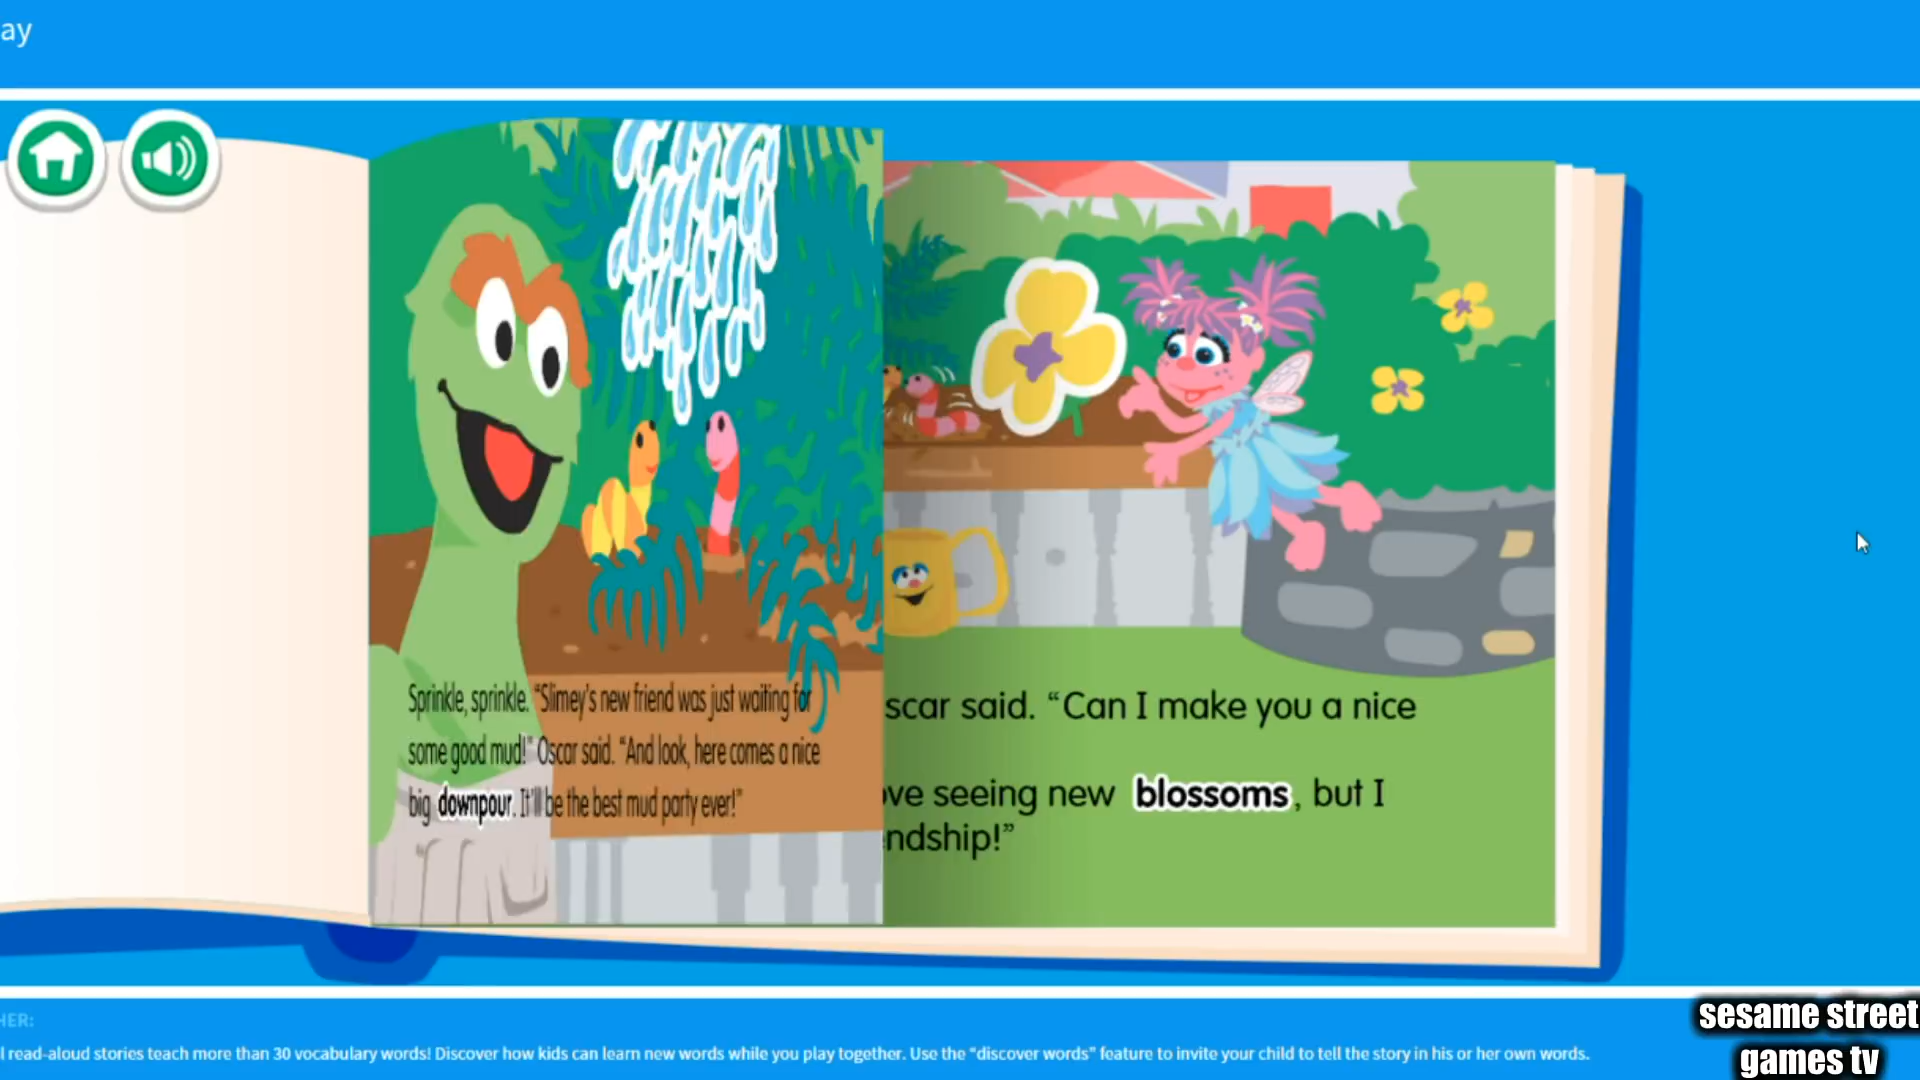 ay
Sprinkle, sprinkle. “Slimey’s new friend was just waiting for
some good mud!” Oscar said. “And look, here comes a nice
big downpour. It’ll be the best mud party ever!”
scar said. “Can I make you a nice
ve seeing new blossoms, but I
ndship!”
HER:
l read-aloud stories teach more than 30 vocabulary words! Discover how kids can learn new words while you play together. Use the “discover words” feature to invite your child to tell the story in his or her own words.
sesame street
games tv